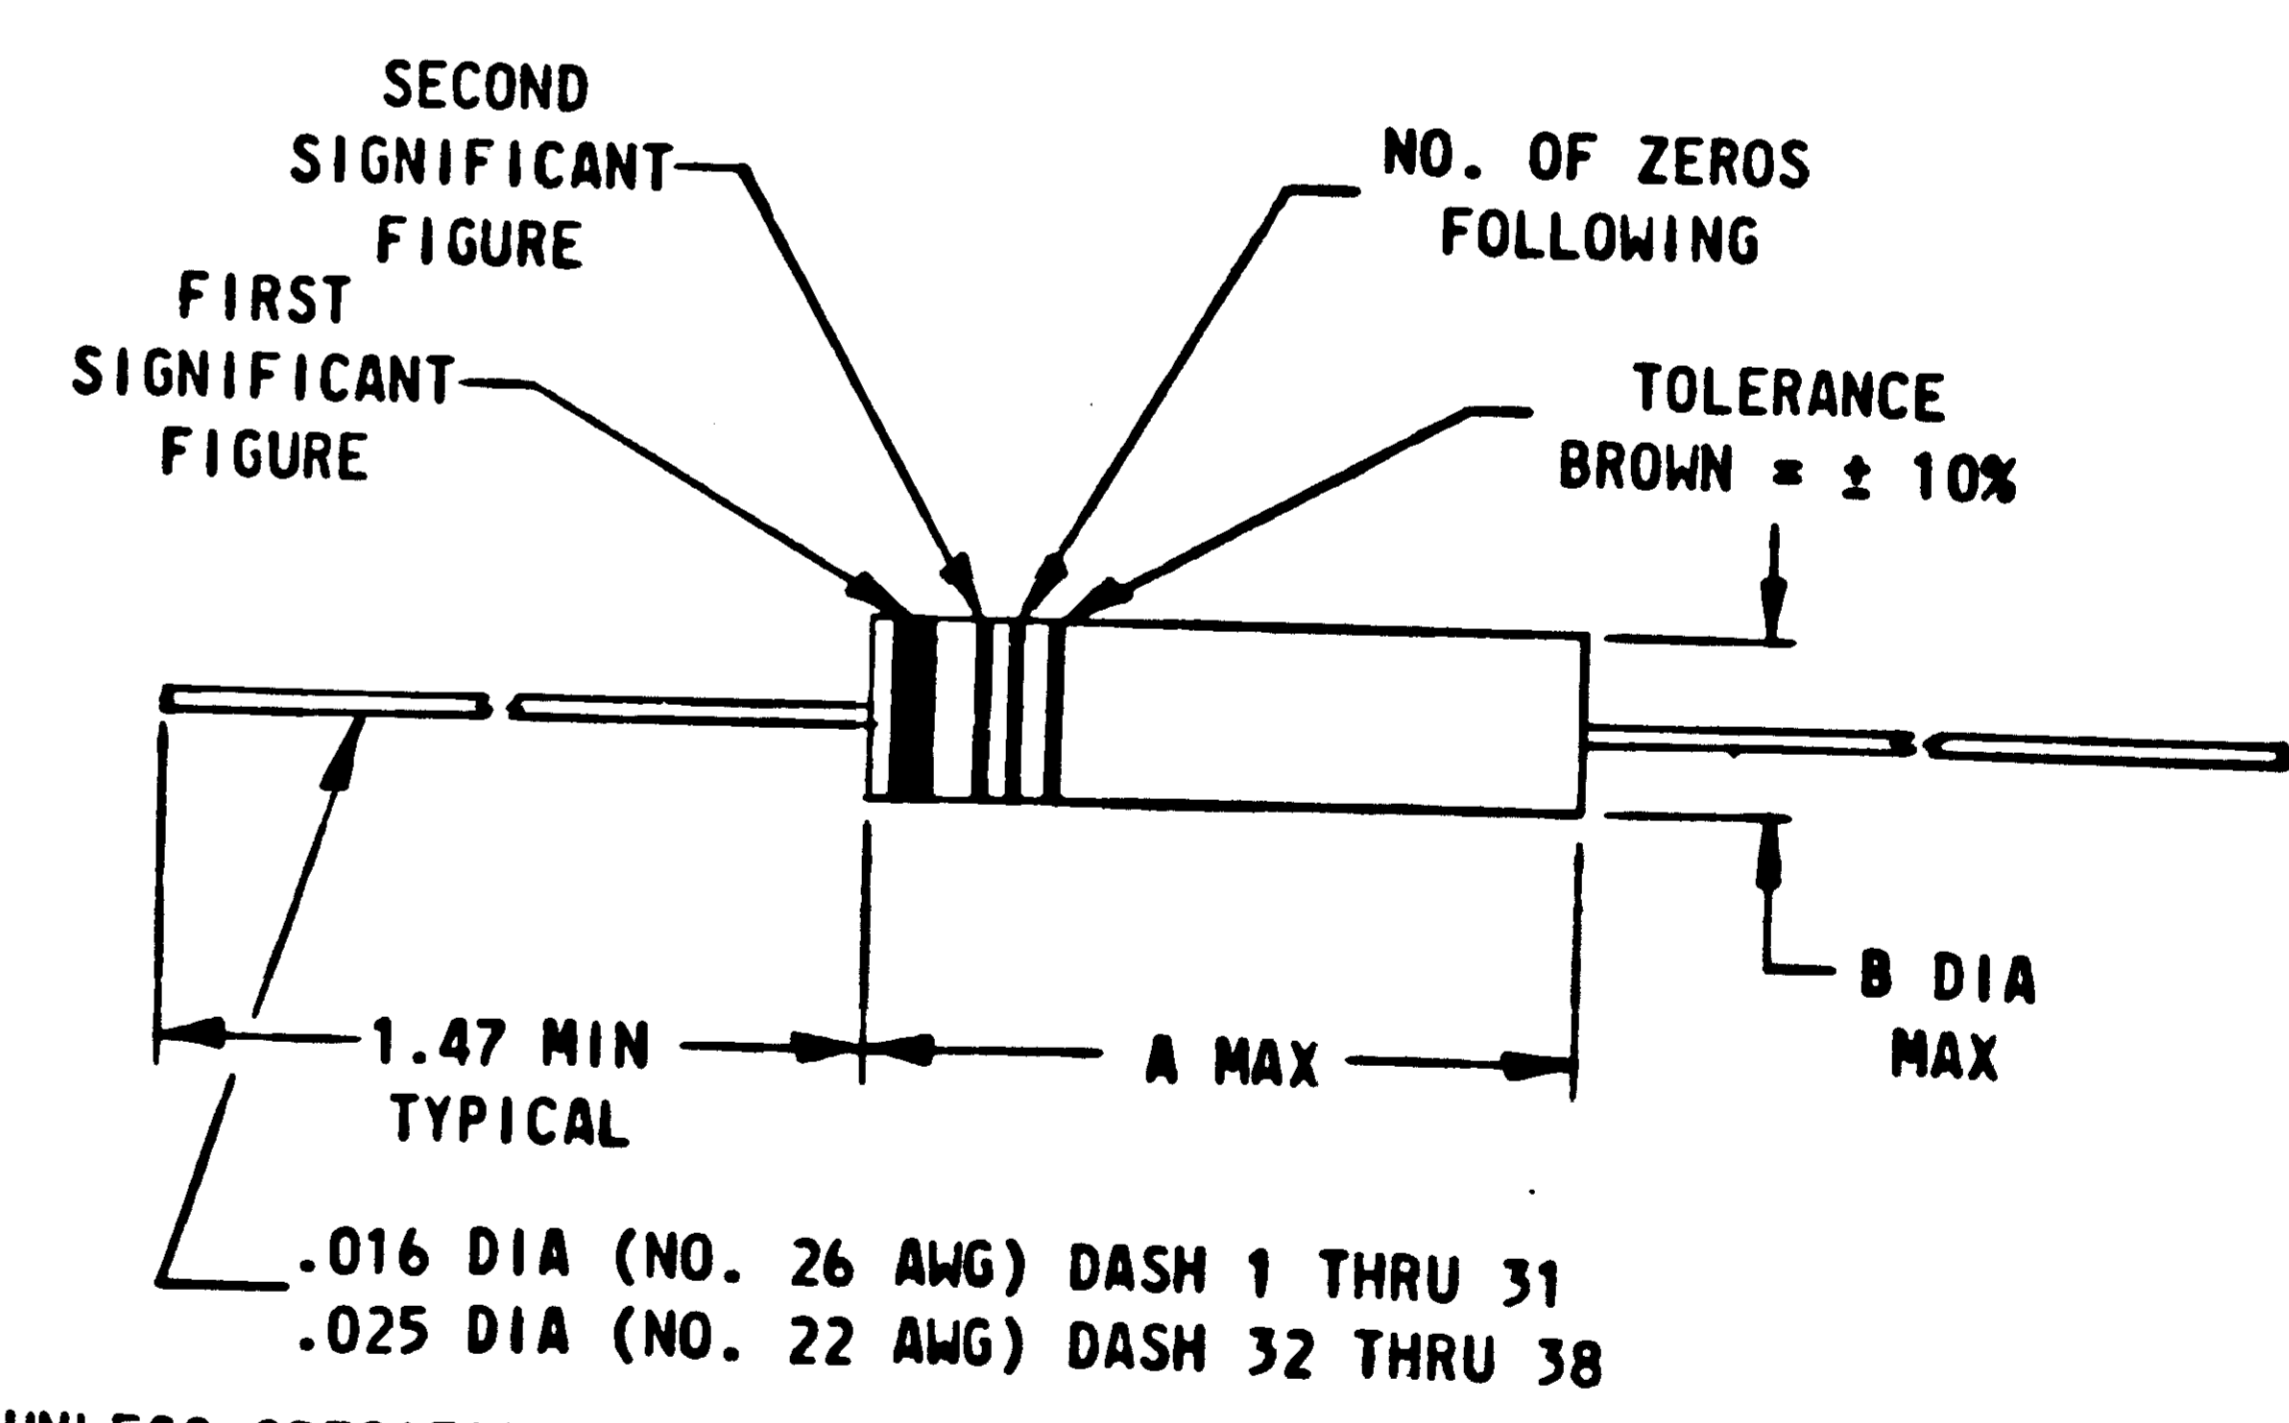 SECOND
SIGNIFICANT
FIGURE
FIRST
SIGNIFICANT
FIGURE
NO. OF ZEROS
FOLLOWING
TOLERANCE
BROWN = ± 10%
B DIA
MAX
1.47 MIN
TYPICAL
A MAX
.016 DIA (NO. 26 AWG) DASH 1 THRU 31
.025 DIA (NO. 22 AWG) DASH 32 THRU 38